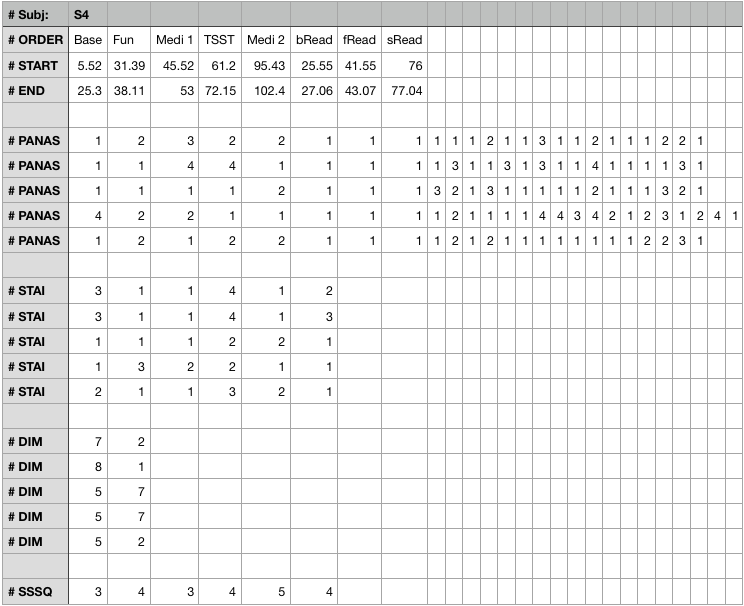 # Subj: S4
# ORDER Base Fun Medi 1 TSST Medi 2 bRead fRead sRead
# START 5.52 31.39 45.52 61.2 95.43 25.55 41.55 76
# END 25.3 38.11 53 72.15 102.4 27.06 43.07 77.04
# PANAS 1 2 3 2 2 1 1 1 1 1 1 2 1 1 3 1 1 2 1 1 1 2 2 1
# PANAS 1 1 4 4 1 1 1 1 1 3 1 1 3 1 3 1 1 4 1 1 1 1 3 1
# PANAS 1 1 1 1 2 1 1 1 3 2 1 3 1 1 1 1 1 2 1 1 1 3 2 1
# PANAS 4 2 2 1 1 1 1 1 1 2 1 1 1 1 4 4 3 4 2 1 2 3 1 2 4 1
# PANAS 1 2 1 2 2 1 1 1 1 2 1 2 1 1 1 1 1 1 1 1 2 2 3 1
# STAI 3 1 1 4 1 2
# STAI 3 1 1 4 1 3
# STAI 1 1 1 2 2 1
# STAI 1 3 2 2 1 1
# STAI 2 1 1 3 2 1
# DIM 7 2
# DIM 8 1
# DIM 5 7
# DIM 5 7
# DIM 5 2
# SSSQ 3 4 3 4 5 4